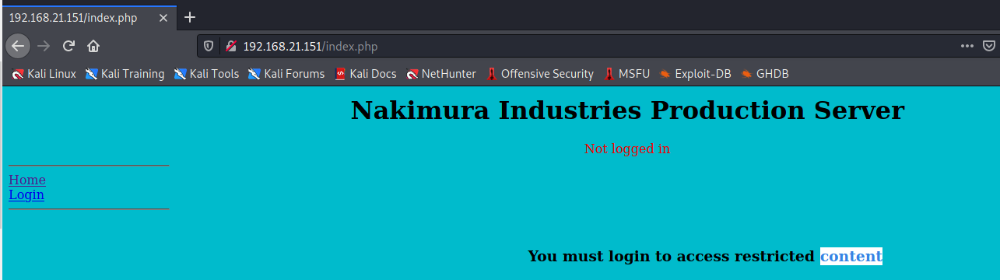 192.168.21.151/index.php
192.168.21.151/index.php
Kali Linux Kali Training Kali Tools Kali Forums Kali Docs NetHunter Offensive Security MSFU Exploit-DB GHDB
Nakimura Industries Production Server
Not logged in
Home
Login
You must login to access restricted content